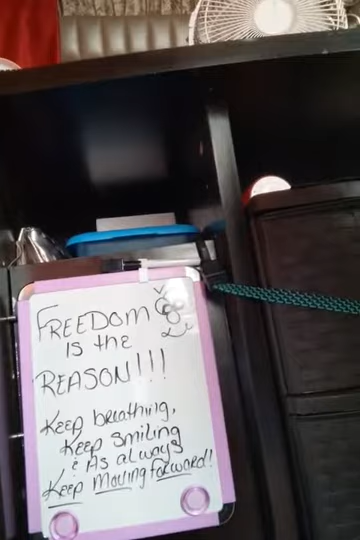 FREEDOM
is the
REASON!!!
Keep breathing,
Keep smiling
& As always
Keep Moving forward!